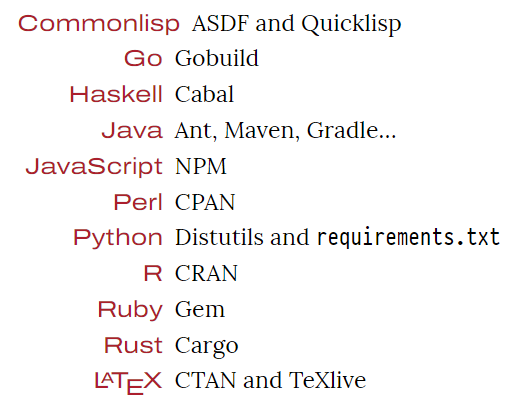 Commonlisp ASDF and Quicklisp
Go Gobuild
Haskell Cabal
Java Ant, Maven, Gradle...
JavaScript NPM
Perl CPAN
Python Distutils and requirements.txt
R CRAN
Ruby Gem
Rust Cargo
LATEX CTAN and TeXlive